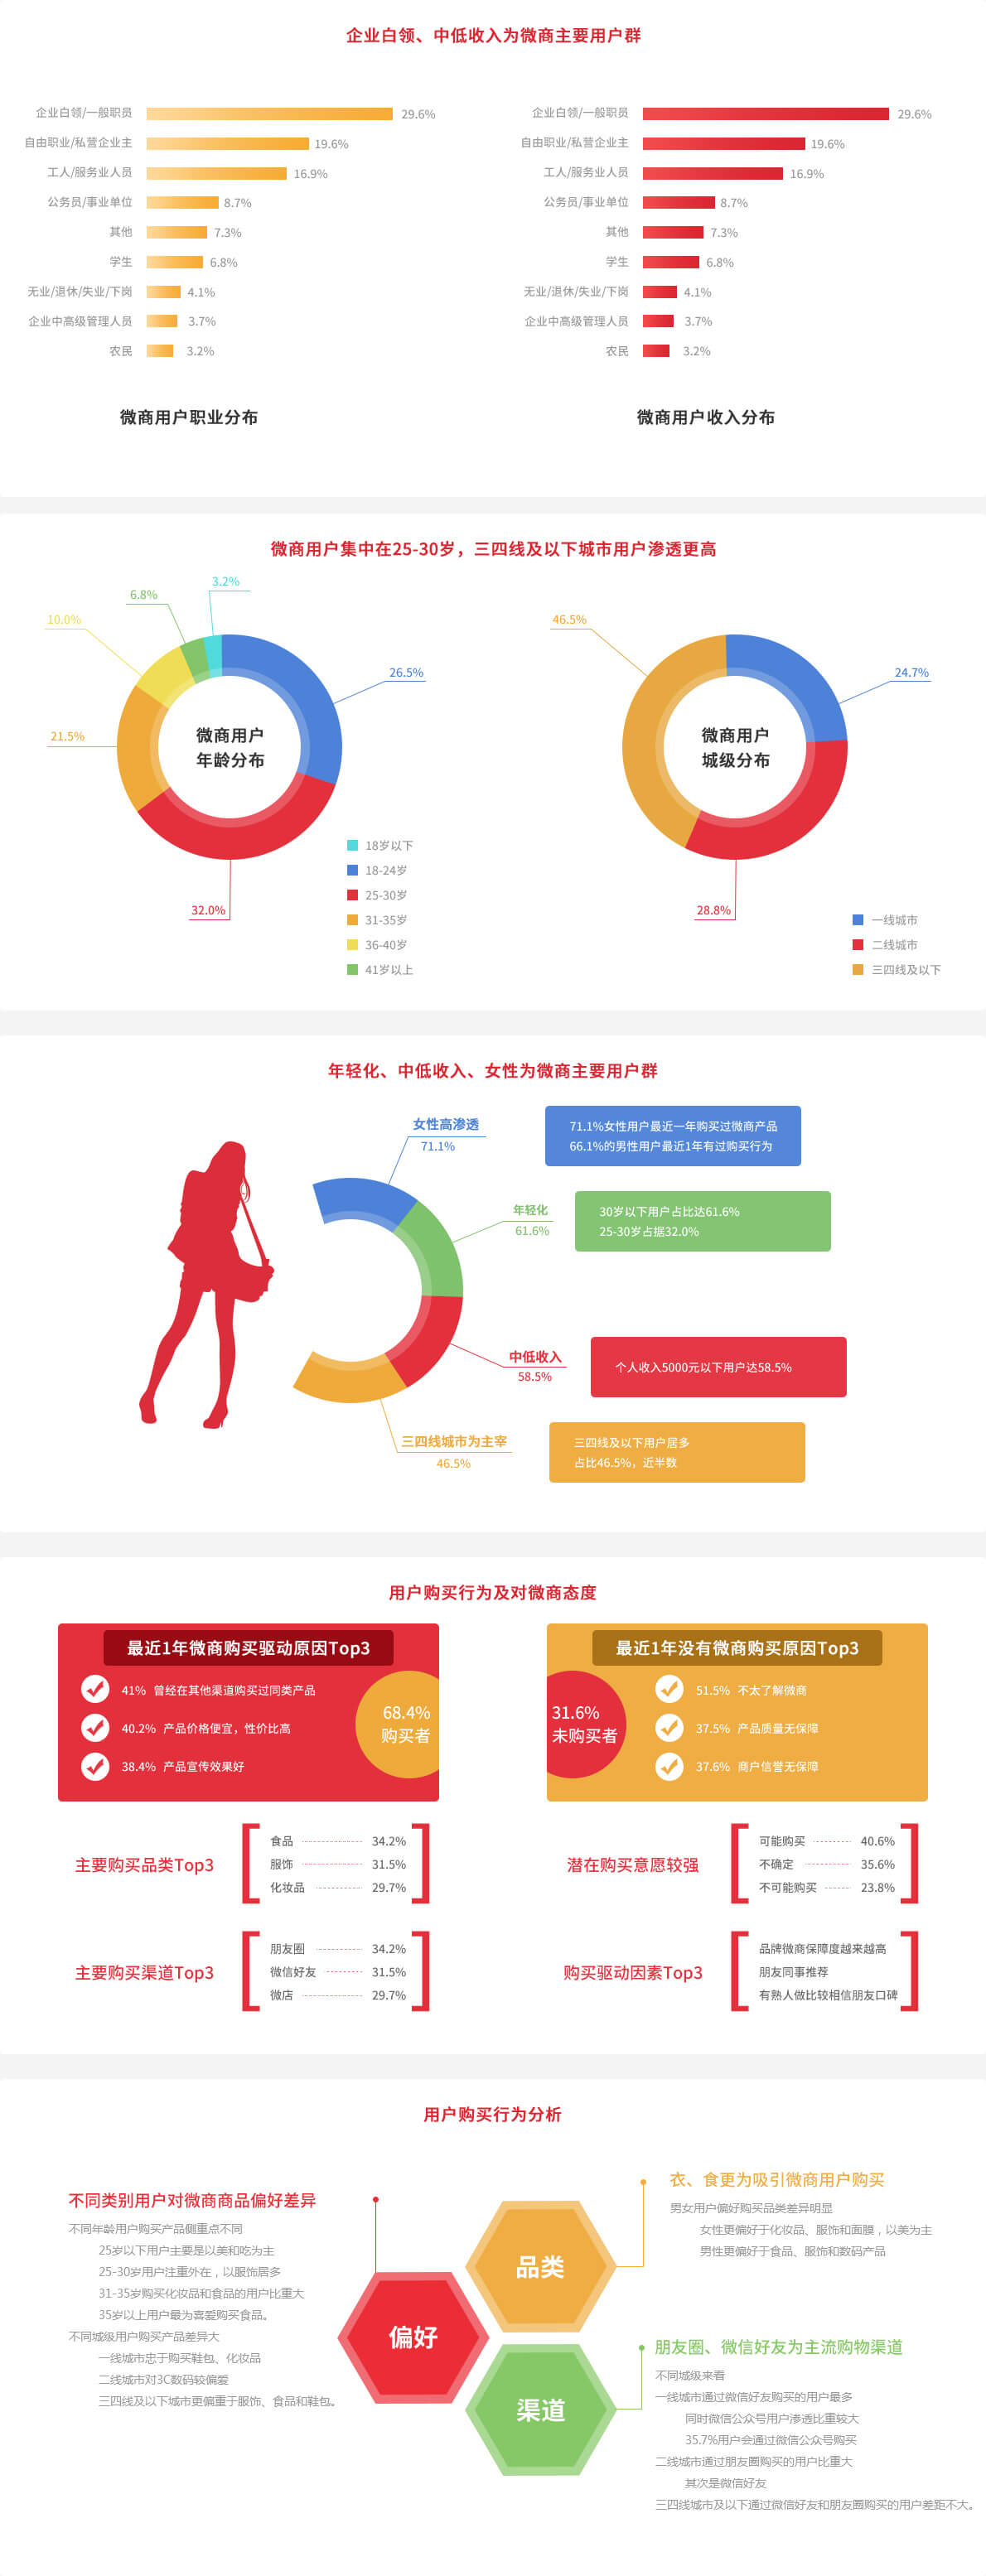 企业白领、中低收入为微商主要用户群
企业白领/一般职员 29.6%
自由职业/私营企业主 19.6%
工人/服务业人员 16.9%
公务员/事业单位 8.7%
其他 7.3%
学生 6.8%
无业/退休/失业/下岗 4.1%
企业中高级管理人员 3.7%
农民 3.2%
微商用户职业分布
企业白领/一般职员 29.6%
自由职业/私营企业主 19.6%
工人/服务业人员 16.9%
公务员/事业单位 8.7%
其他 7.3%
学生 6.8%
无业/退休/失业/下岗 4.1%
企业中高级管理人员 3.7%
农民 3.2%
微商用户收入分布
微商用户集中在25-30岁，三四线及以下城市用户渗透更高
3.2%
6.8%
10.0%
26.5%
21.5%
微商用户
年龄分布
32.0%
18岁以下
18-24岁
25-30岁
31-35岁
36-40岁
41岁以上
46.5%
24.7%
微商用户
城级分布
28.8%
一线城市
二线城市
三四线及以下
年轻化、中低收入、女性为微商主要用户群
女性高渗透
71.1%
71.1%女性用户最近一年购买过微商产品
66.1%的男性用户最近1年有过购买行为
年轻化
61.6%
30岁以下用户占比达61.6%
25-30岁占据32.0%
中低收入
58.5%
个人收入5000元以下用户达58.5%
三四线城市为主宰
46.5%
三四线及以下用户居多
占比46.5%，近半数
用户购买行为及对微商态度
最近1年微商购买驱动原因Top3
41% 曾经在其他渠道购买过同类产品
40.2% 产品价格便宜，性价比高
38.4% 产品宣传效果好
68.4%
购买者
最近1年没有微商购买原因Top3
31.6%
未购买者
51.5% 不太了解微商
37.5% 产品质量无保障
37.6% 商户信誉无保障
主要购买品类Top3
食品 34.2%
服饰 31.5%
化妆品 29.7%
潜在购买意愿较强
可能购买 40.6%
不确定 35.6%
不可能购买 23.8%
主要购买渠道Top3
朋友圈 34.2%
微信好友 31.5%
微店 29.7%
购买驱动因素Top3
品牌微商保障度越来越高
朋友同事推荐
有熟人做比较相信朋友口碑
用户购买行为分析
不同类别用户对微商商品偏好差异
不同年龄用户购买产品侧重点不同
25岁以下用户主要是以美和吃为主
25-30岁用户注重外在，以服饰居多
31-35岁购买化妆品和食品的用户比重大
35岁以上用户最为喜爱购买食品。
不同城级用户购买产品差异大
一线城市忠于购买鞋包、化妆品
二线城市对3C数码较偏爱
三四线及以下城市更偏重于服饰、食品和鞋包。
偏好
品类
渠道
衣、食更为吸引微商用户购买
男女用户偏好购买品类差异明显
女性更偏好于化妆品、服饰和面膜，以美为主
男性更偏好于食品、服饰和数码产品
朋友圈、微信好友为主流购物渠道
不同城级来看
一线城市通过微信好友购买的用户最多
同时微信公众号用户渗透比重较大
35.7%用户会通过微信公众号购买
二线城市通过朋友圈购买的用户比重大
其次是微信好友
三四线城市及以下通过微信好友和朋友圈购买的用户差距不大。